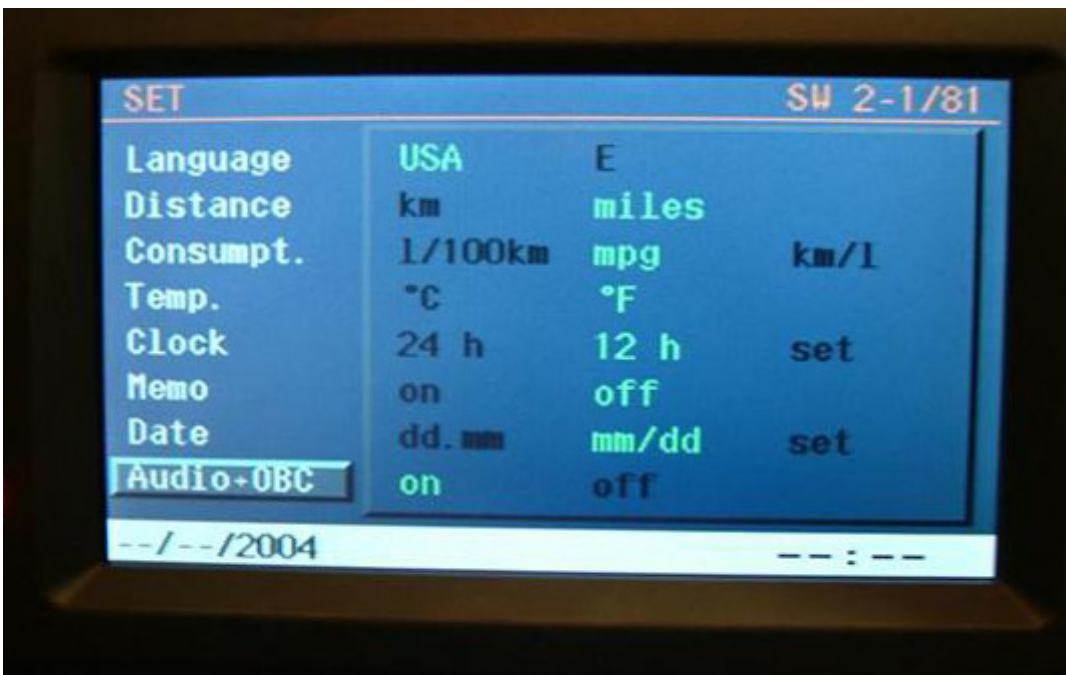 SET SW 2-1/81
Language USA E
Distance km miles
Consumpt. l/100km mpg km/l
Temp. °C °F
Clock 24 h 12 h set
Memo on off
Date dd.mm mm/dd set
Audio+OBC on off
--/--/2004 --:--